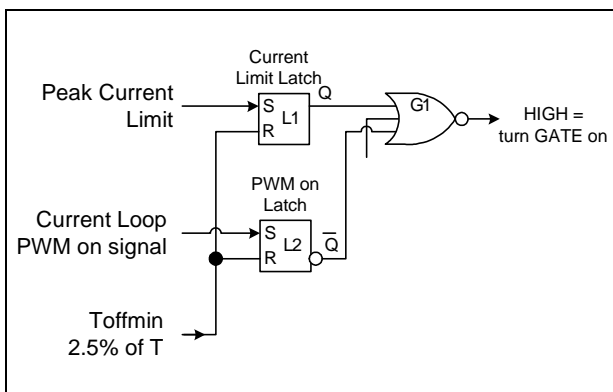 Current
Limit Latch
Q
Peak Current
Limit
S
L1
R
G1
HIGH =
turn GATE on
PWM on
Latch
Q̅
Current Loop
PWM on signal
S
L2
R
Toffmin
2.5% of T